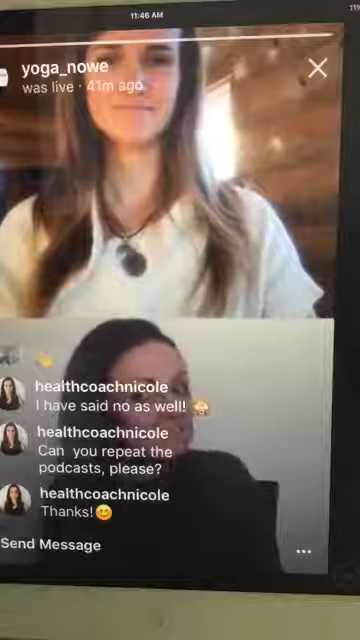 11:46 AM
yoga_nowe
was live · 41m ago
healthcoachnicole
I have said no as well! 🙈
healthcoachnicole
Can you repeat the
podcasts, please?
healthcoachnicole
Thanks!😊
Send Message